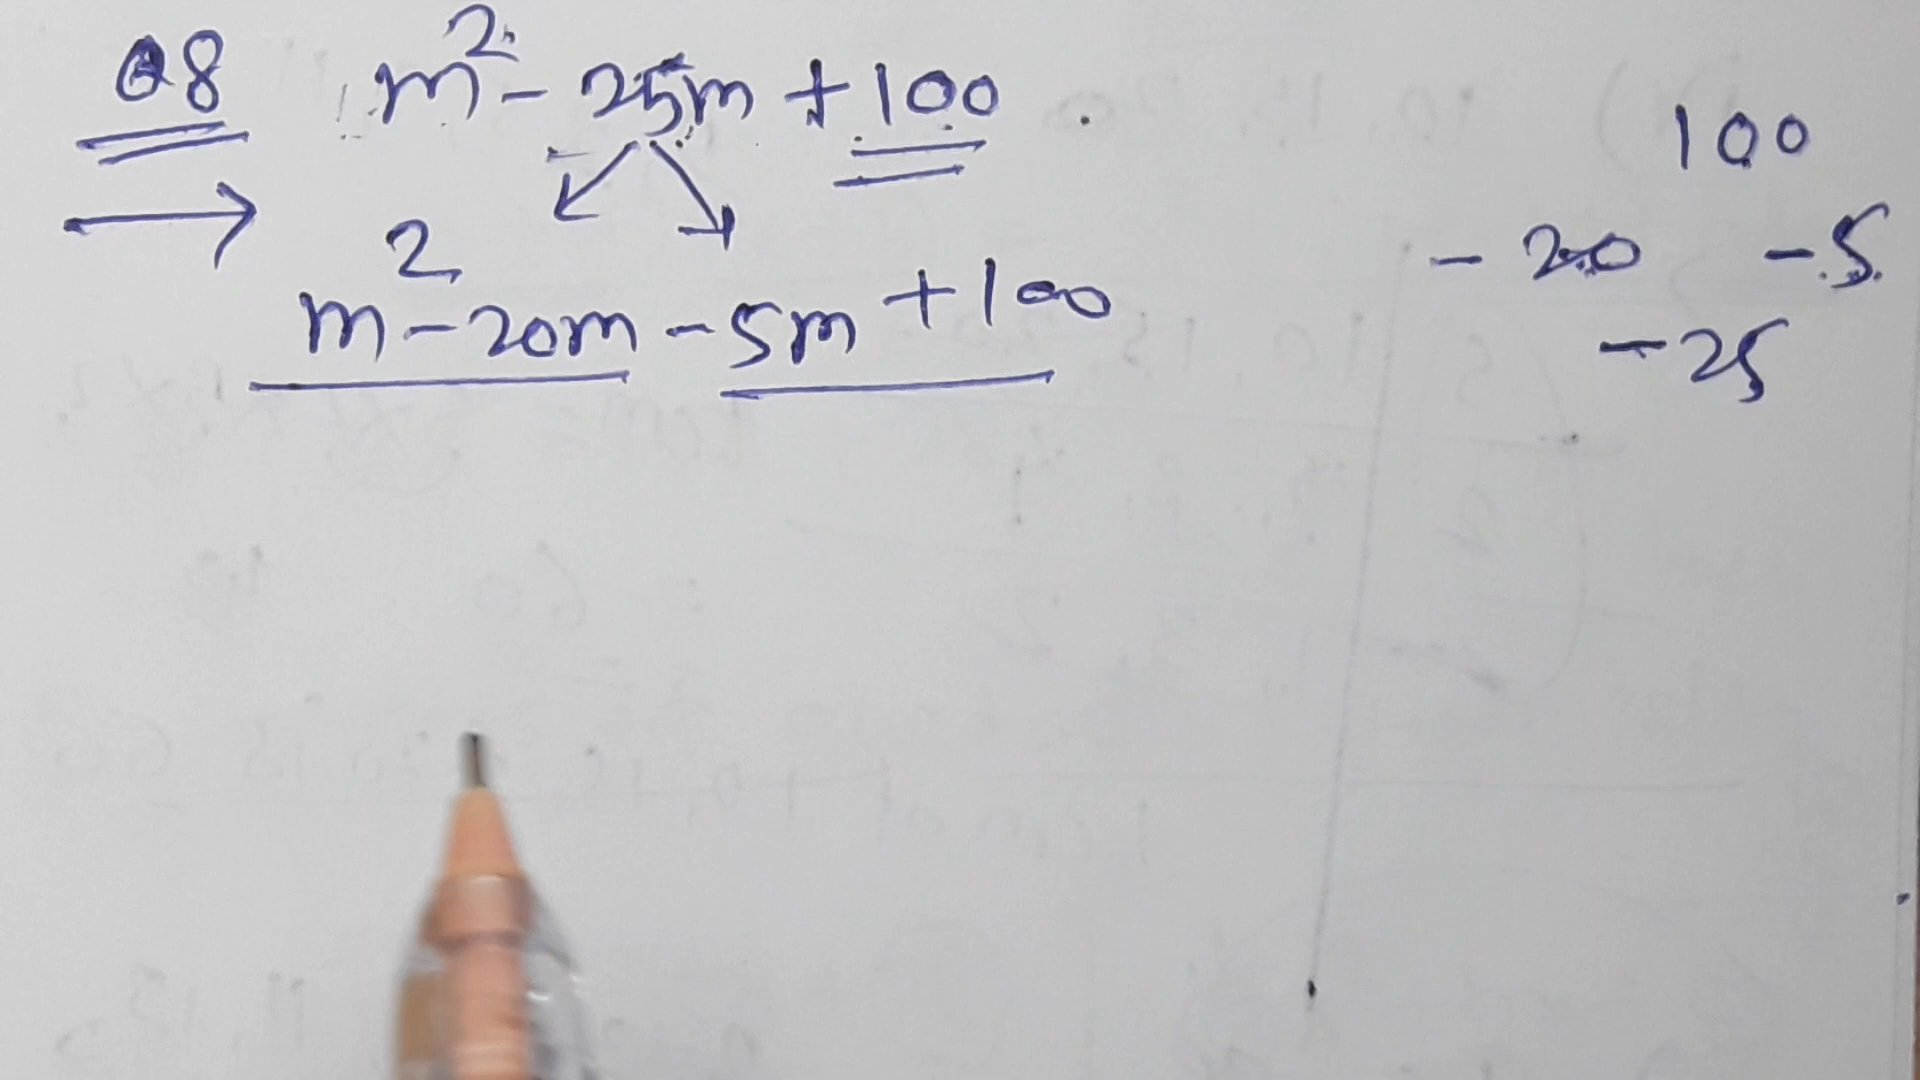 Q8 m² - 25m + 100
m² - 20m - 5m + 100
100
- 20 - 5
- 25